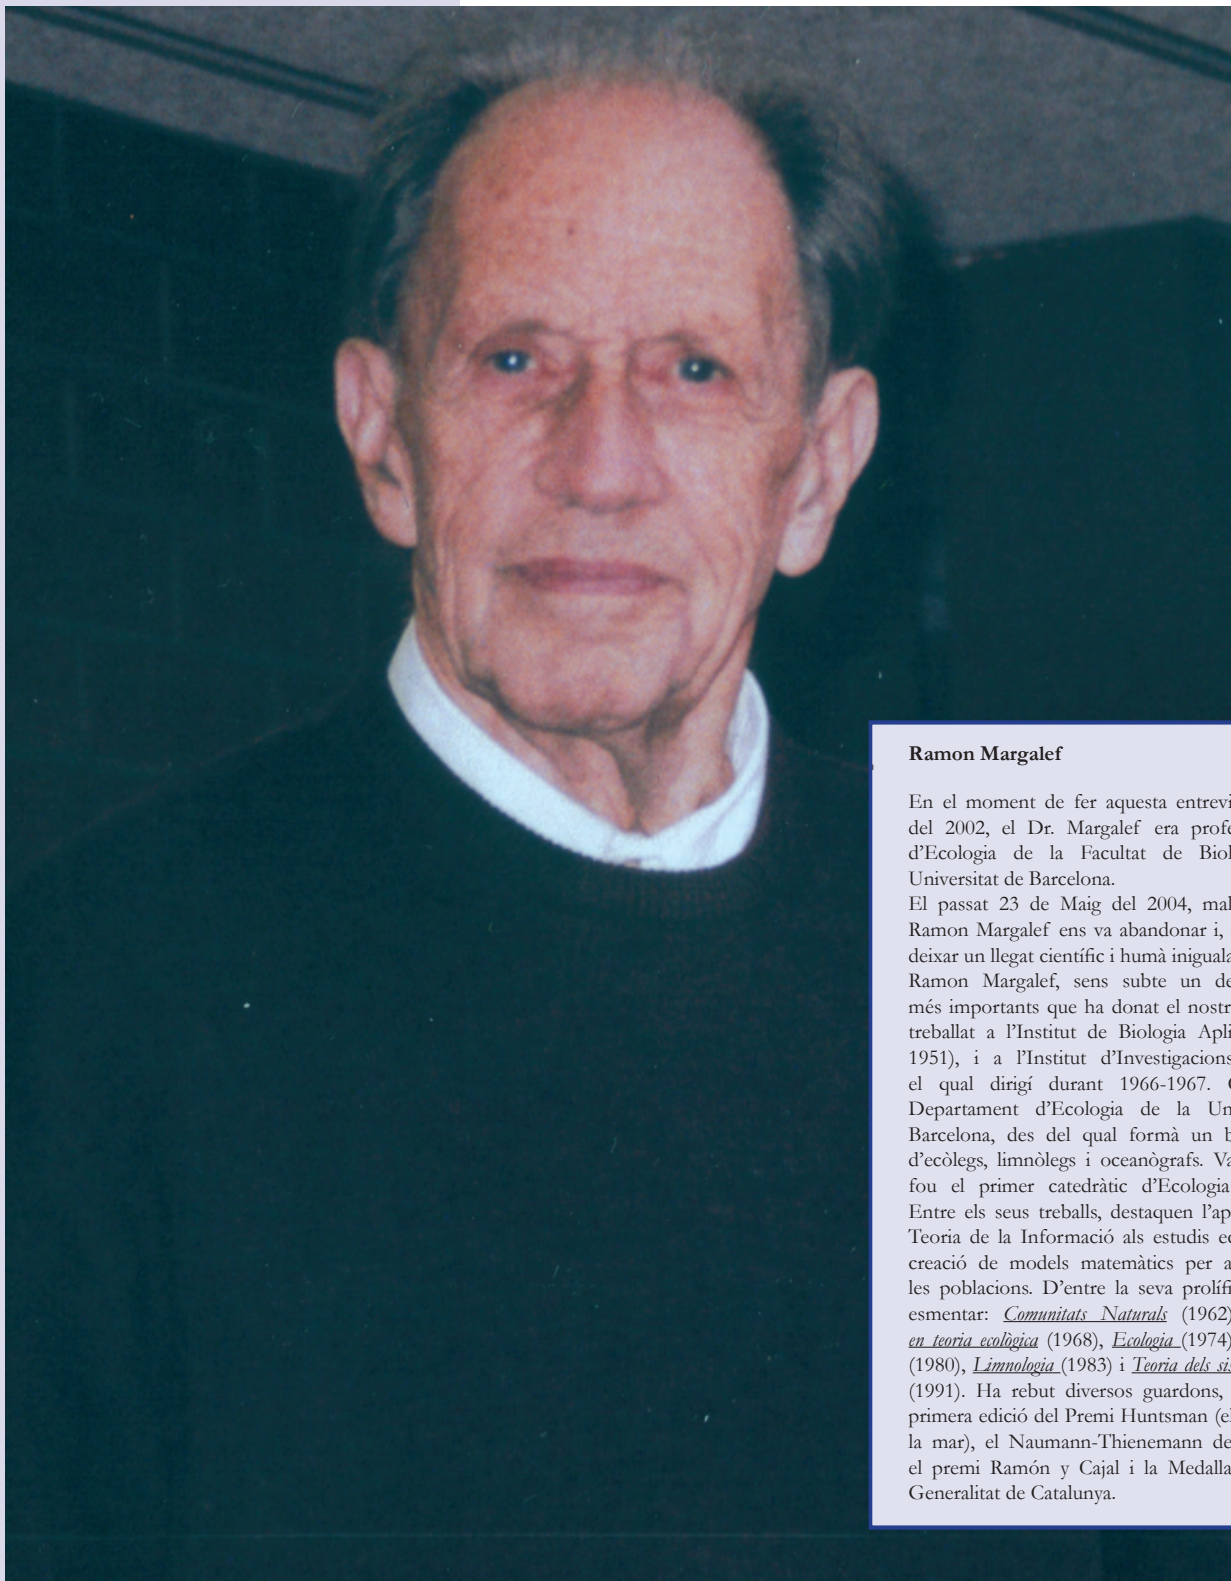 Ramon Margalef
En el moment de fer aquesta entrevi
del 2002, el Dr. Margalef era profe
d'Ecologia de la Facultat de Biol
Universitat de Barcelona.
El passat 23 de Maig del 2004, mal
Ramon Margalef ens va abandonar i,
deixar un llegat científic i humà iniguala
Ramon Margalef, sens subte un de
més importants que ha donat el nostr
treballat a l'Institut de Biologia Apli
1951), i a l'Institut d'Investigacions
el qual dirigí durant 1966-1967.
Departament d'Ecologia de la Un
Barcelona, des del qual formà un b
d'ecòlegs, limnòlegs i oceanògrafs. Va
fou el primer catedràtic d'Ecologia
Entre els seus treballs, destaquen l'ap
Teoria de la Informació als estudis ec
creació de models matemàtics per a
les poblacions. D'entre la seva prolífi
esmentar: Comunitats Naturals (1962)
en teoria ecològica (1968), Ecologia (1974)
(1980), Limnologia (1983) i Teoria dels sis
(1991). Ha rebut diversos guardons,
primera edició del Premi Huntsman (e
la mar), el Naumann-Thienemann de
el premi Ramón y Cajal i la Medalla
Generalitat de Catalunya.